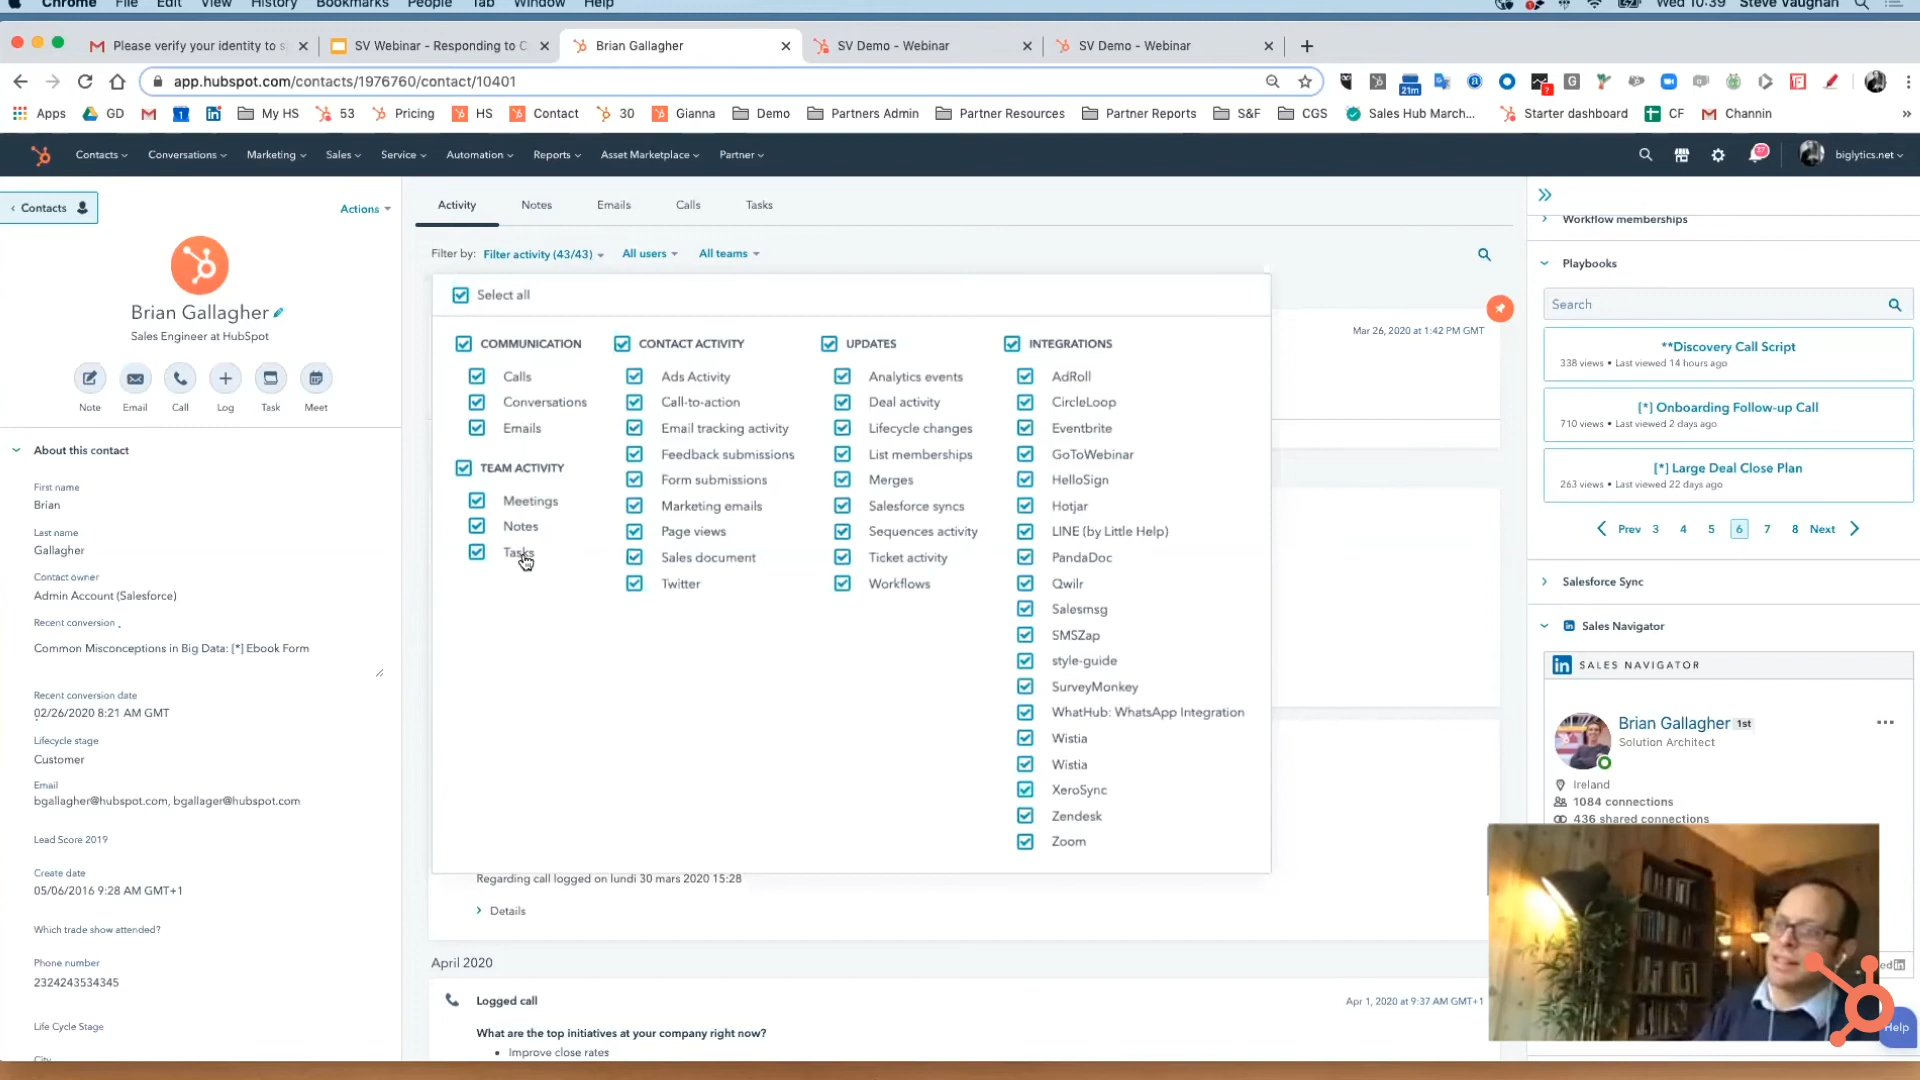 Chrome File Edit View History Bookmarks People Tab Window Help Wed 10:39 Steve Vaughan
Please verify your identity to s SV Webinar - Responding to C Brian Gallagher SV Demo - Webinar SV Demo - Webinar
app.hubspot.com/contacts/1976760/contact/10401
21m
Apps GD My HS 53 Pricing HS Contact 30 Gianna Demo Partners Admin Partner Resources Partner Reports S&F CGS Sales Hub March... Starter dashboard CF Channin
Contacts Conversations Marketing Sales Service Automation Reports Asset Marketplace Partner biglytics.net
Contacts
Actions
Brian Gallagher
Sales Engineer at HubSpot
Note Email Call Log Task Meet
About this contact
First name
Brian
Last name
Gallagher
Contact owner
Admin Account (Salesforce)
Recent conversion
Common Misconceptions in Big Data: [*] Ebook Form
Recent conversion date
02/26/2020 8:21 AM GMT
Lifecycle stage
Customer
Email
bgallagher@hubspot.com, bgallager@hubspot.com
Lead Score 2019
Create date
05/06/2016 9:28 AM GMT+1
Which trade show attended?
Phone number
2324243534345
Life Cycle Stage
City
Activity Notes Emails Calls Tasks
Filter by: Filter activity (43/43) All users All teams
Select all
COMMUNICATION
Calls
Conversations
Emails
TEAM ACTIVITY
Meetings
Notes
Tasks
CONTACT ACTIVITY
Ads Activity
Call-to-action
Email tracking activity
Feedback submissions
Form submissions
Marketing emails
Page views
Sales document
Twitter
UPDATES
Analytics events
Deal activity
Lifecycle changes
List memberships
Merges
Salesforce syncs
Sequences activity
Ticket activity
Workflows
INTEGRATIONS
AdRoll
CircleLoop
Eventbrite
GoToWebinar
HelloSign
Hotjar
LINE (by Little Help)
PandaDoc
Qwilr
Salesmsg
SMSZap
style-guide
SurveyMonkey
WhatHub: WhatsApp Integration
Wistia
Wistia
XeroSync
Zendesk
Zoom
Mar 26, 2020 at 1:42 PM GMT
Regarding call logged on lundi 30 mars 2020 15:28
Details
April 2020
Logged call
Apr 1, 2020 at 9:37 AM GMT+1
What are the top initiatives at your company right now?
• Improve close rates
Workflow memberships
Playbooks
Search
**Discovery Call Script
338 views • Last viewed 14 hours ago
[*] Onboarding Follow-up Call
710 views • Last viewed 2 days ago
[*] Large Deal Close Plan
263 views • Last viewed 22 days ago
Prev 3 4 5 6 7 8 Next
Salesforce Sync
Sales Navigator
in SALES NAVIGATOR
Brian Gallagher 1st
Solution Architect
Ireland
1084 connections
436 shared connections
Help